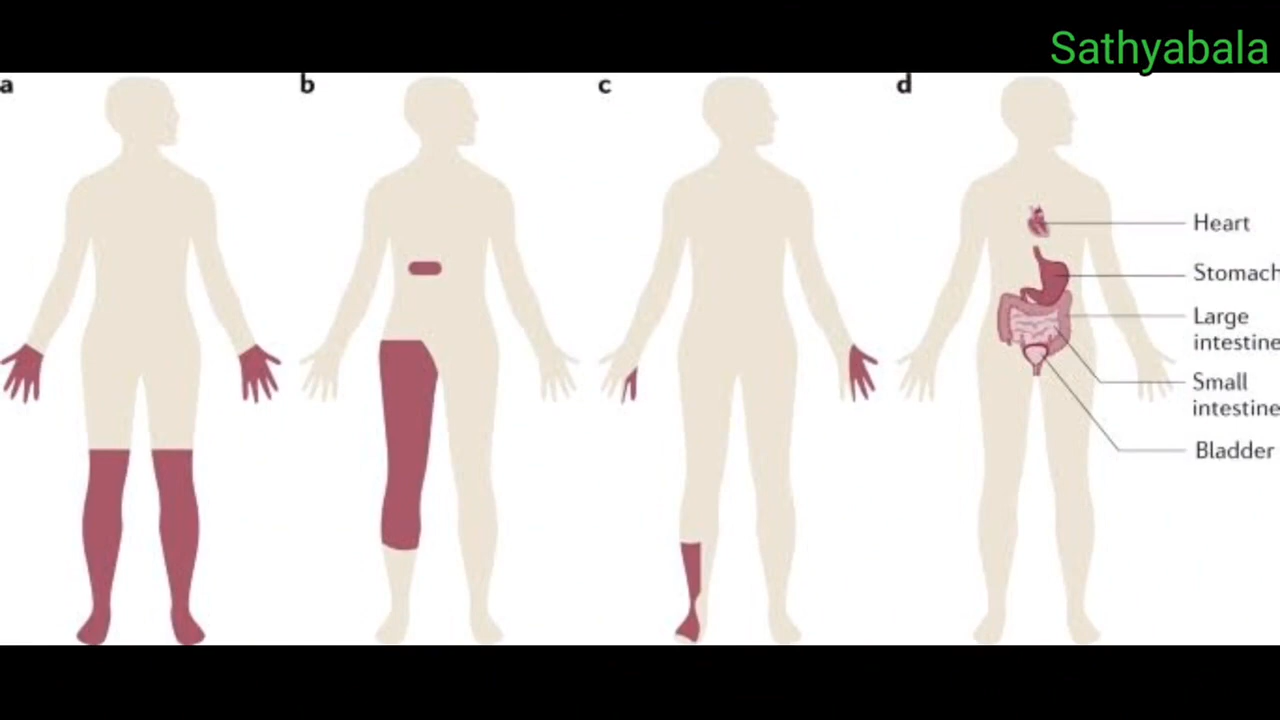 Sathyabala
a
b
c
d
Heart
Stomach
Large
intestine
Small
intestine
Bladder